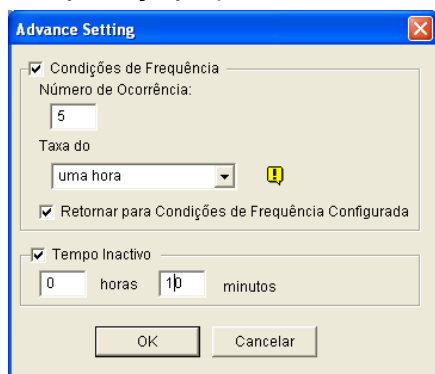 Advance Setting
Condições de Frequência
Número de Ocorrência:
5
Taxa do
uma hora
Retornar para Condições de Frequência Configurada
Tempo Inactivo
0 horas 10 minutos
OK Cancelar